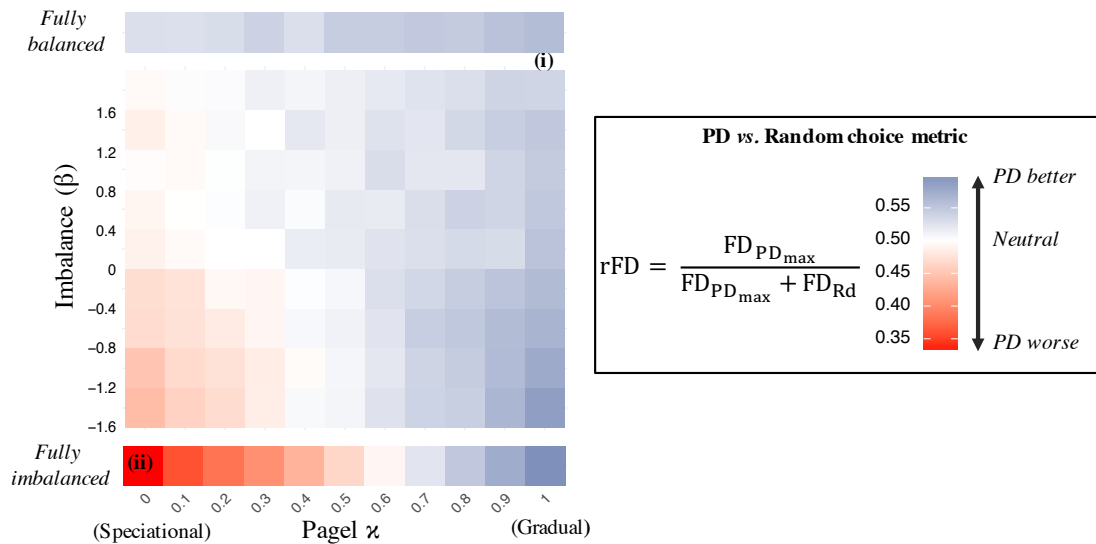 Fully
balanced
(i)
Imbalance (β)
1.6
1.2
0.8
0.4
0
−0.4
−0.8
−1.2
−1.6
Fully
imbalanced
(ii)
0 0.1 0.2 0.3 0.4 0.5 0.6 0.7 0.8 0.9 1
(Speciational) Pagel ϰ (Gradual)
PD vs. Random choice metric
rFD = FD_PD_max / (FD_PD_max + FD_Rd)
0.55
0.50
0.45
0.40
0.35
PD better
Neutral
PD worse